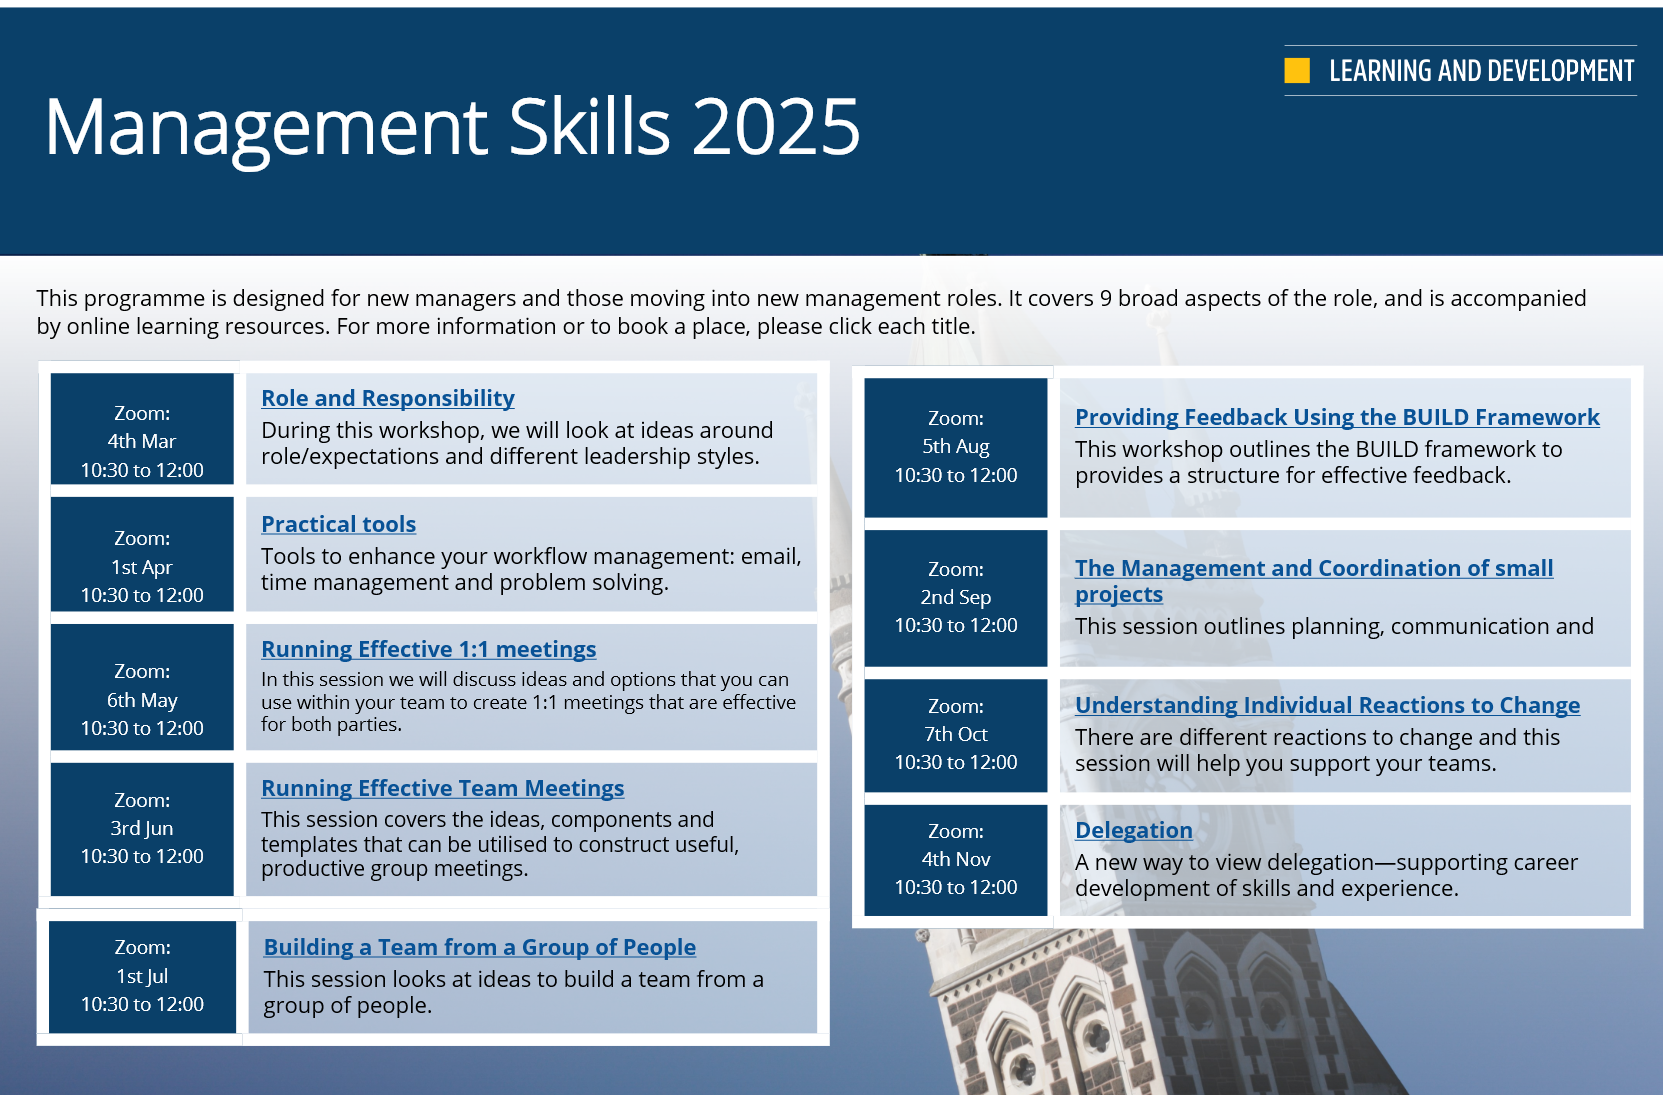 LEARNING AND DEVELOPMENT
Management Skills 2025
This programme is designed for new managers and those moving into new management roles. It covers 9 broad aspects of the role, and is accompanied
by online learning resources. For more information or to book a place, please click each title.
Zoom:
4th Mar
10:30 to 12:00
Role and Responsibility
During this workshop, we will look at ideas around
role/expectations and different leadership styles.
Zoom:
1st Apr
10:30 to 12:00
Practical tools
Tools to enhance your workflow management: email,
time management and problem solving.
Zoom:
6th May
10:30 to 12:00
Running Effective 1:1 meetings
In this session we will discuss ideas and options that you can
use within your team to create 1:1 meetings that are effective
for both parties.
Zoom:
3rd Jun
10:30 to 12:00
Running Effective Team Meetings
This session covers the ideas, components and
templates that can be utilised to construct useful,
productive group meetings.
Zoom:
1st Jul
10:30 to 12:00
Building a Team from a Group of People
This session looks at ideas to build a team from a
group of people.
Zoom:
5th Aug
10:30 to 12:00
Providing Feedback Using the BUILD Framework
This workshop outlines the BUILD framework to
provides a structure for effective feedback.
Zoom:
2nd Sep
10:30 to 12:00
The Management and Coordination of small
projects
This session outlines planning, communication and
Zoom:
7th Oct
10:30 to 12:00
Understanding Individual Reactions to Change
There are different reactions to change and this
session will help you support your teams.
Zoom:
4th Nov
10:30 to 12:00
Delegation
A new way to view delegation—supporting career
development of skills and experience.